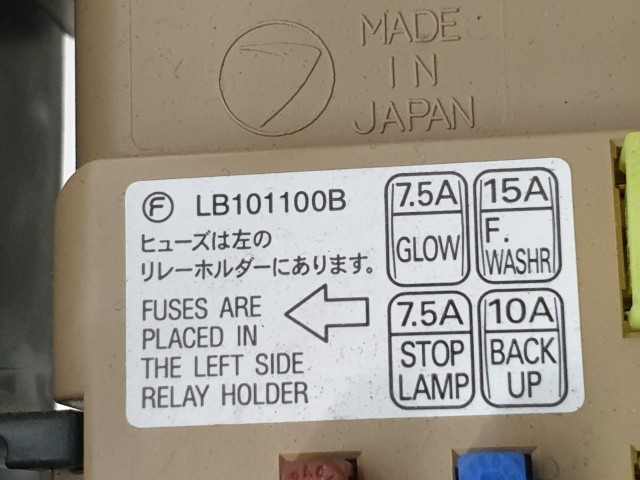 MADE
IN
JAPAN
F LB101100B
ヒューズは左の
リレーホルダーにあります。
FUSES ARE
PLACED IN
THE LEFT SIDE
RELAY HOLDER
7.5A
GLOW
15A
F.
WASHR
7.5A
STOP
LAMP
10A
BACK
UP